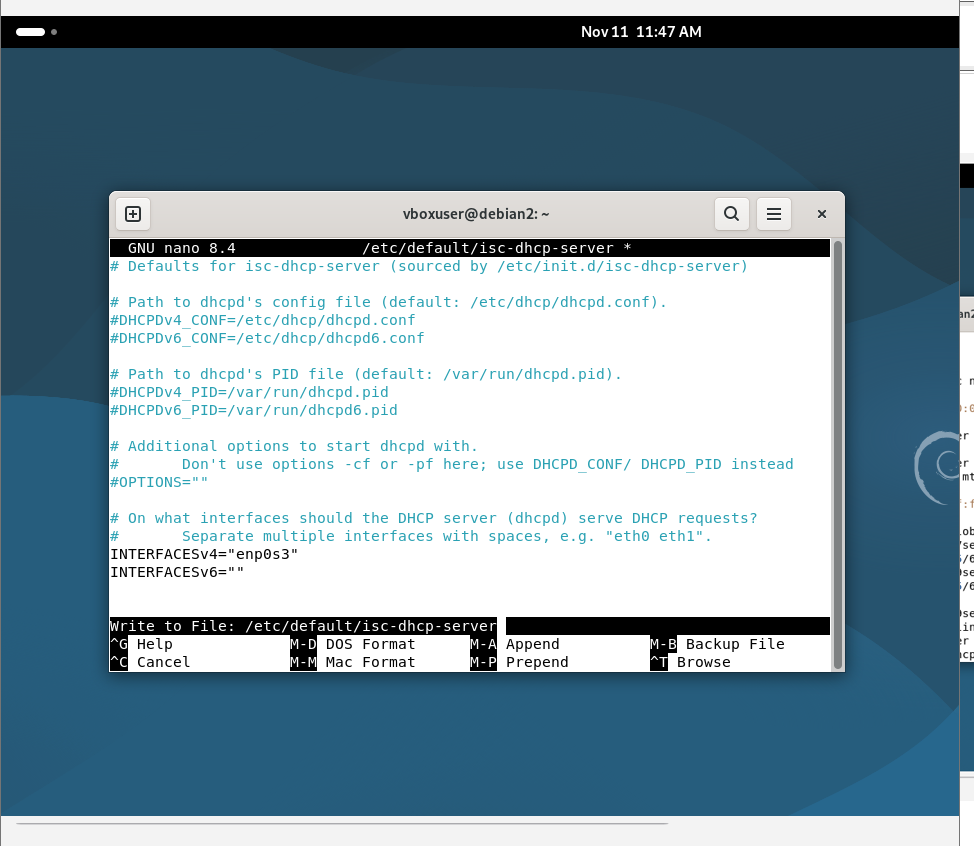 Nov 11 11:47 AM
vboxuser@debian2: ~
GNU nano 8.4 /etc/default/isc-dhcp-server *
# Defaults for isc-dhcp-server (sourced by /etc/init.d/isc-dhcp-server)
# Path to dhcpd's config file (default: /etc/dhcp/dhcpd.conf).
#DHCPDv4_CONF=/etc/dhcp/dhcpd.conf
#DHCPDv6_CONF=/etc/dhcp/dhcpd6.conf
# Path to dhcpd's PID file (default: /var/run/dhcpd.pid).
#DHCPDv4_PID=/var/run/dhcpd.pid
#DHCPDv6_PID=/var/run/dhcpd6.pid
# Additional options to start dhcpd with.
#       Don't use options -cf or -pf here; use DHCPD_CONF/ DHCPD_PID instead
#OPTIONS=""
# On what interfaces should the DHCP server (dhcpd) serve DHCP requests?
#       Separate multiple interfaces with spaces, e.g. "eth0 eth1".
INTERFACESv4="enp0s3"
INTERFACESv6=""
Write to File: /etc/default/isc-dhcp-server
^G Help M-D DOS Format M-A Append M-B Backup File
^C Cancel M-M Mac Format M-P Prepend ^T Browse